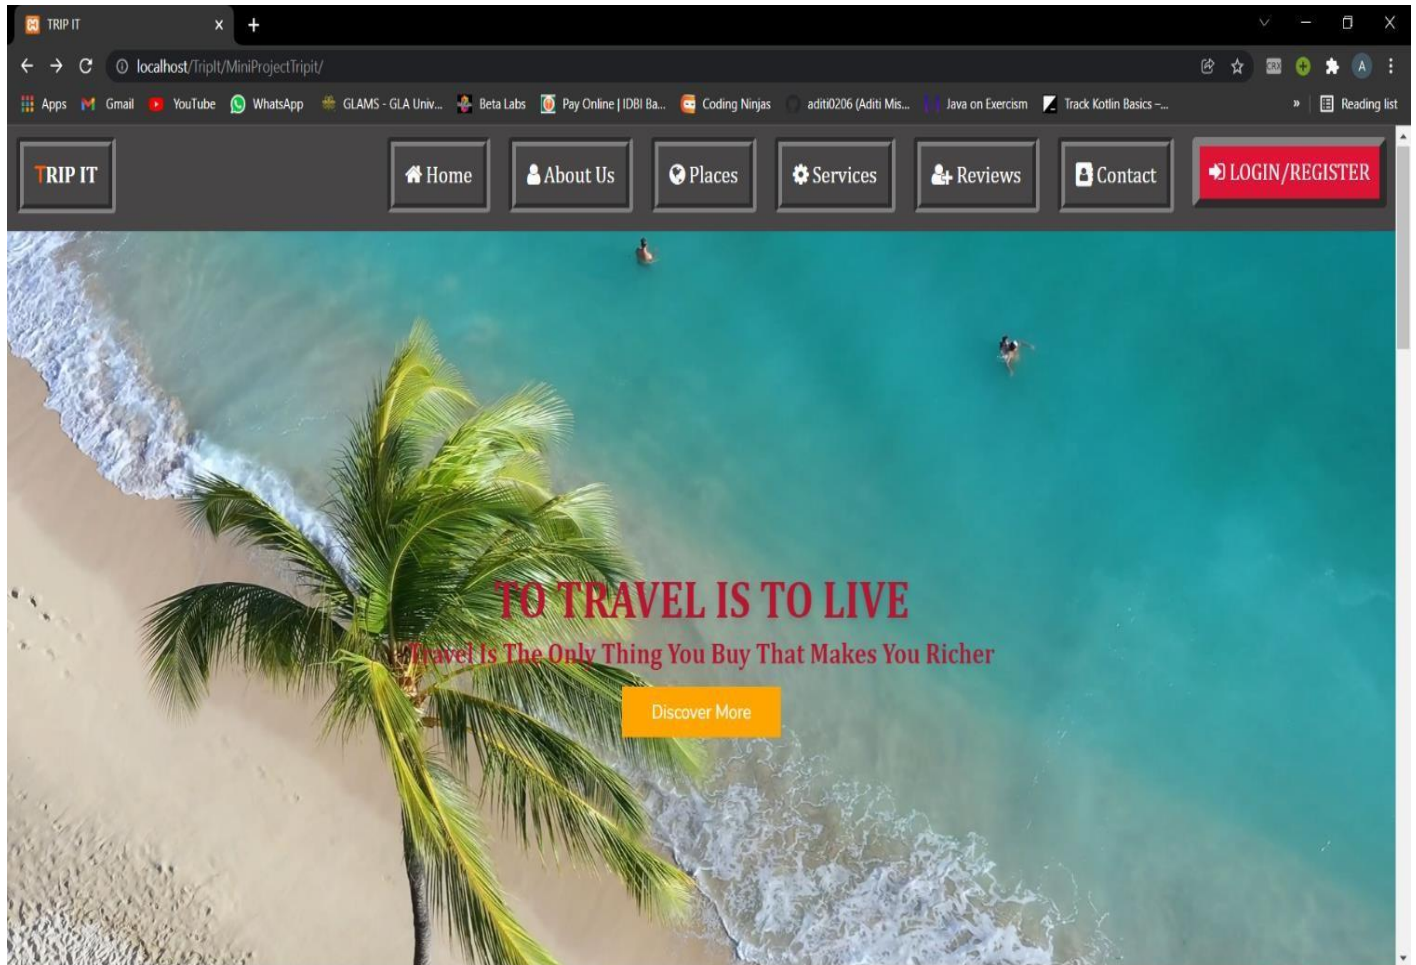 TRIP IT
localhost/TripIt/MiniProjectTripit/
Apps Gmail YouTube WhatsApp GLAMS - GLA Univ... Beta Labs Pay Online | IDBI Ba... Coding Ninjas aditi0206 (Aditi Mis... Java on Exercism Track Kotlin Basics –... » Reading list
TRIP IT Home About Us Places Services Reviews Contact LOGIN/REGISTER
TO TRAVEL IS TO LIVE
Travel Is The Only Thing You Buy That Makes You Richer
Discover More